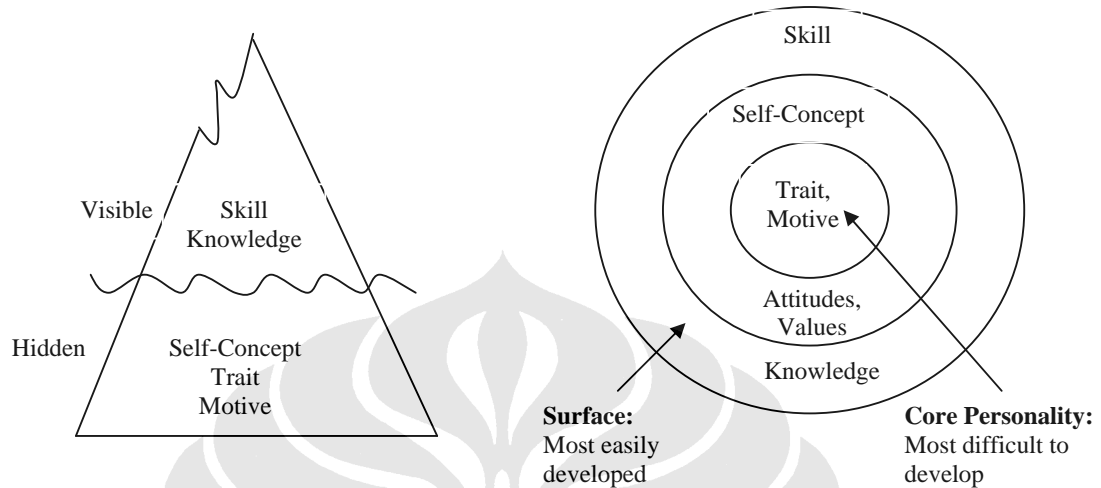 Visible
Skill
Knowledge
Hidden
Self-Concept
Trait
Motive
Skill
Self-Concept
Trait,
Motive
Attitudes,
Values
Knowledge
Surface:
Most easily
developed
Core Personality:
Most difficult to
develop